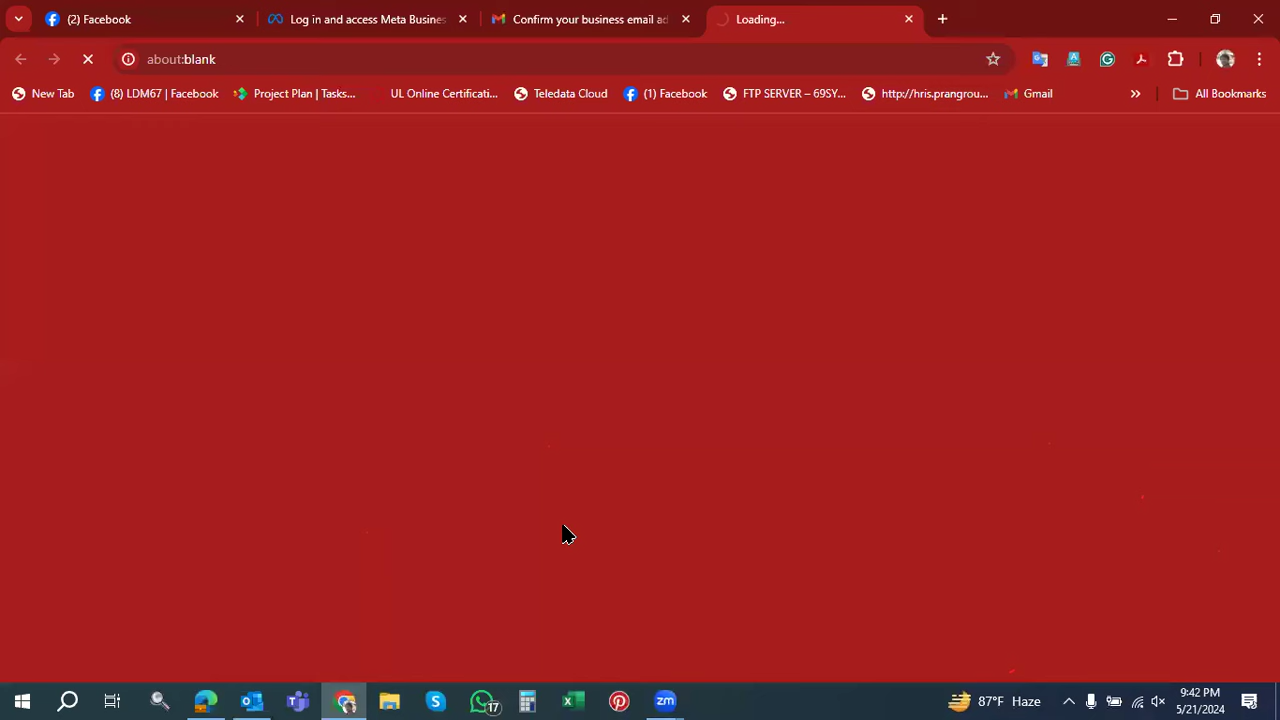 (2) Facebook
Log in and access Meta Busines
Confirm your business email ad
Loading...
about:blank
New Tab
(8) LDM67 | Facebook
Project Plan | Tasks...
UL Online Certificati...
Teledata Cloud
(1) Facebook
FTP SERVER – 69SY...
http://hris.prangrou...
Gmail
All Bookmarks
17
87°F Haze
9:42 PM
5/21/2024